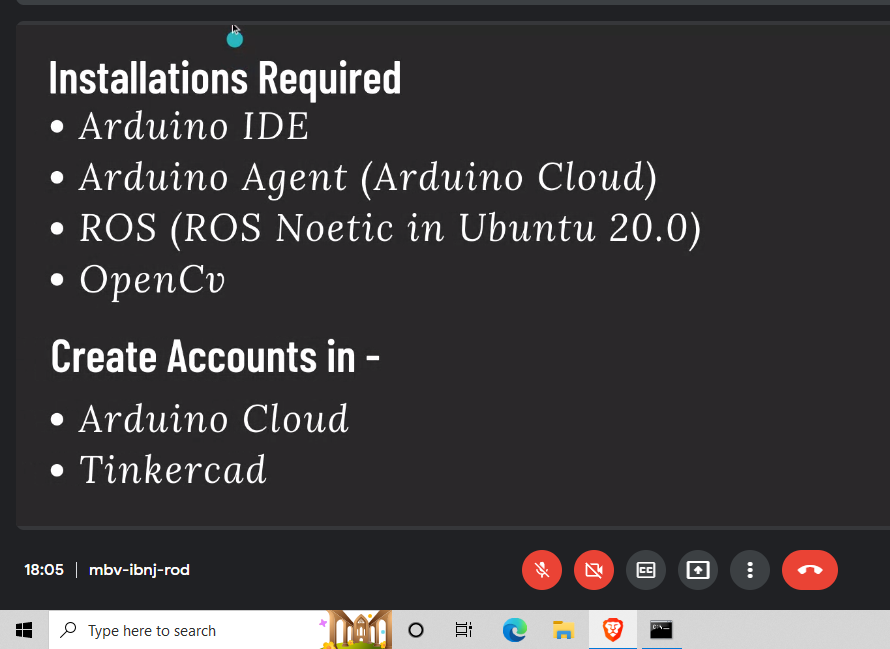 Installations Required
• Arduino IDE
• Arduino Agent (Arduino Cloud)
• ROS (ROS Noetic in Ubuntu 20.0)
• OpenCv
Create Accounts in -
• Arduino Cloud
• Tinkercad
18:05 | mbv-ibnj-rod
CC
Type here to search